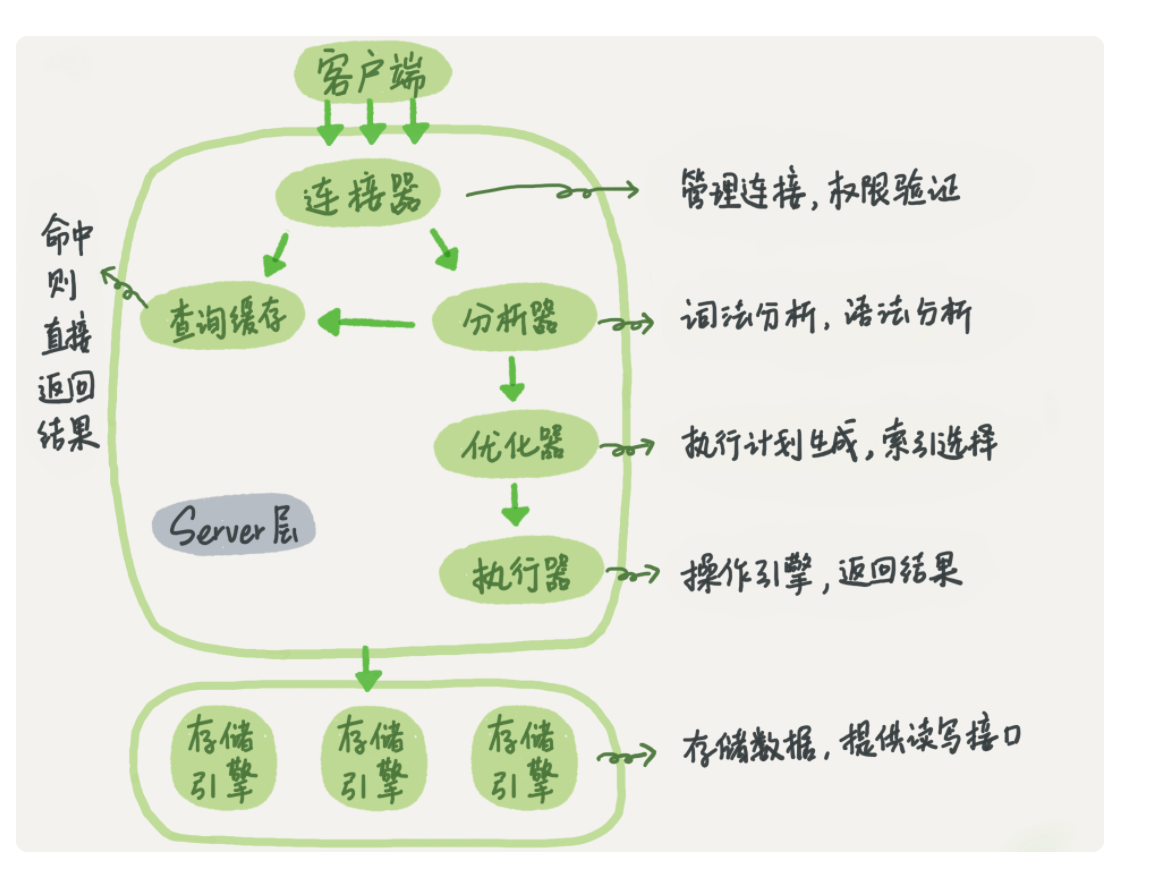 客户端
连接器
管理连接，权限验证
命中
则
直接
返回
结果
查询缓存
分析器
词法分析，语法分析
优化器
执行计划生成，索引选择
Server层
执行器
操作引擎，返回结果
存储
引擎
存储
引擎
存储
引擎
存储数据，提供读写接口